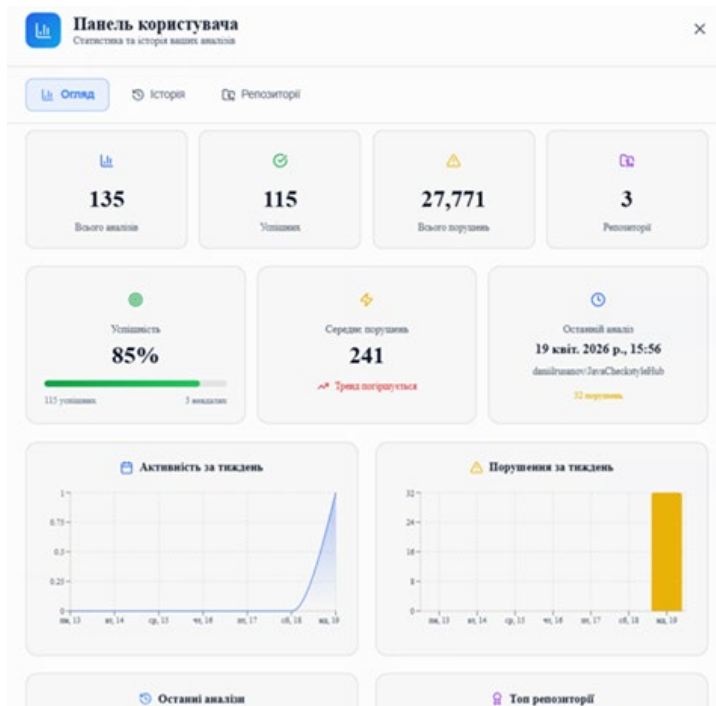 Панель користувача
Статистика та історія ваших аналізів
Огляд
Історія
Репозиторії
135
Всього аналізів
115
Успішних
27,771
Всього порушень
3
Репозиторії
Успішність
85%
115 успішних
5 невдалих
Середнє порушень
241
Тренд погіршується
Останній аналіз
19 квіт. 2026 р., 15:56
daniilrusanov/JavaCheckstyleHub
32 порушень
Активність за тиждень
1
0.75
0.5
0.25
0
пн, 13 вт, 14 ср, 15 чт, 16 пт, 17 сб, 18 нд, 19
Порушення за тиждень
32
24
16
8
0
пн, 13 вт, 14 ср, 15 чт, 16 пт, 17 сб, 18 нд, 19
Останні аналізи
Топ репозиторії